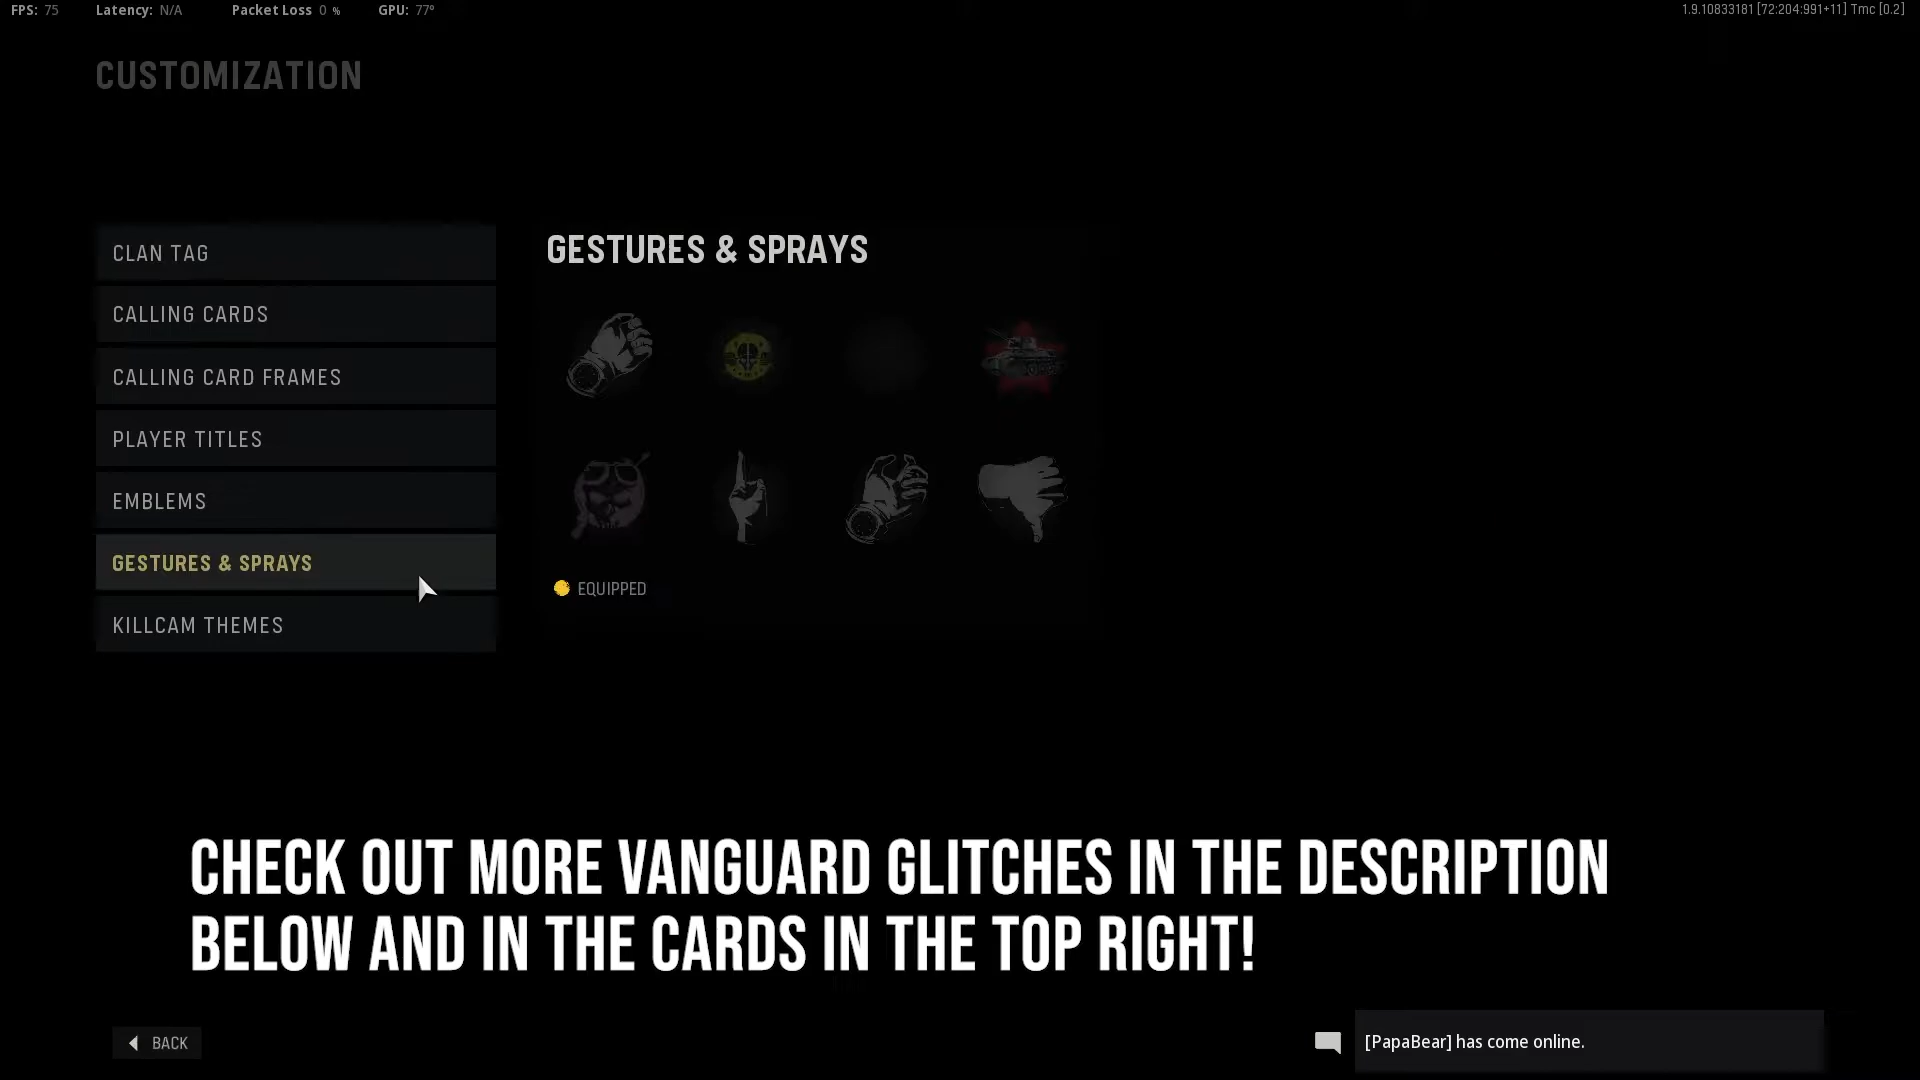 FPS: 75 Latency: N/A Packet Loss 0 % GPU: 77°
1.9.10833181 [72:204:991+11] Tmc [0.2]
CUSTOMIZATION
CLAN TAG
CALLING CARDS
CALLING CARD FRAMES
PLAYER TITLES
EMBLEMS
GESTURES & SPRAYS
KILLCAM THEMES
GESTURES & SPRAYS
EQUIPPED
CHECK OUT MORE VANGUARD GLITCHES IN THE DESCRIPTION
BELOW AND IN THE CARDS IN THE TOP RIGHT!
BACK
[PapaBear] has come online.